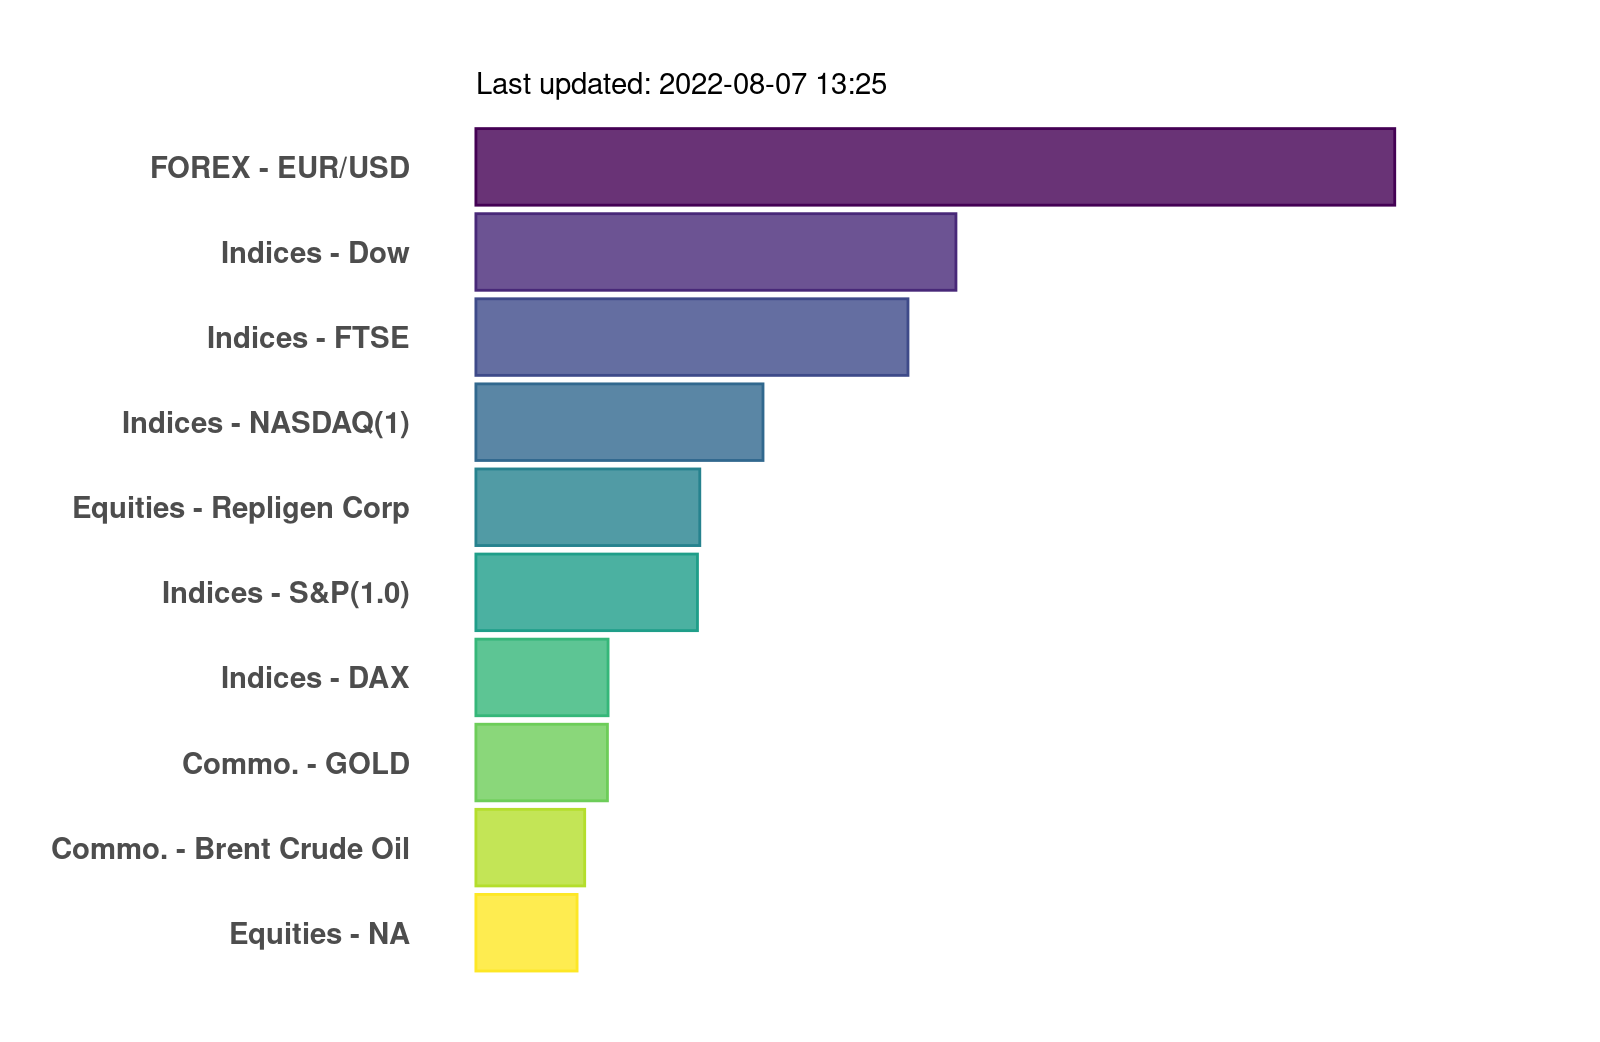 Last updated: 2022-08-07 13:25
FOREX - EUR/USD
Indices - Dow
Indices - FTSE
Indices - NASDAQ(1)
Equities - Repligen Corp
Indices - S&P(1.0)
Indices - DAX
Commo. - GOLD
Commo. - Brent Crude Oil
Equities - NA